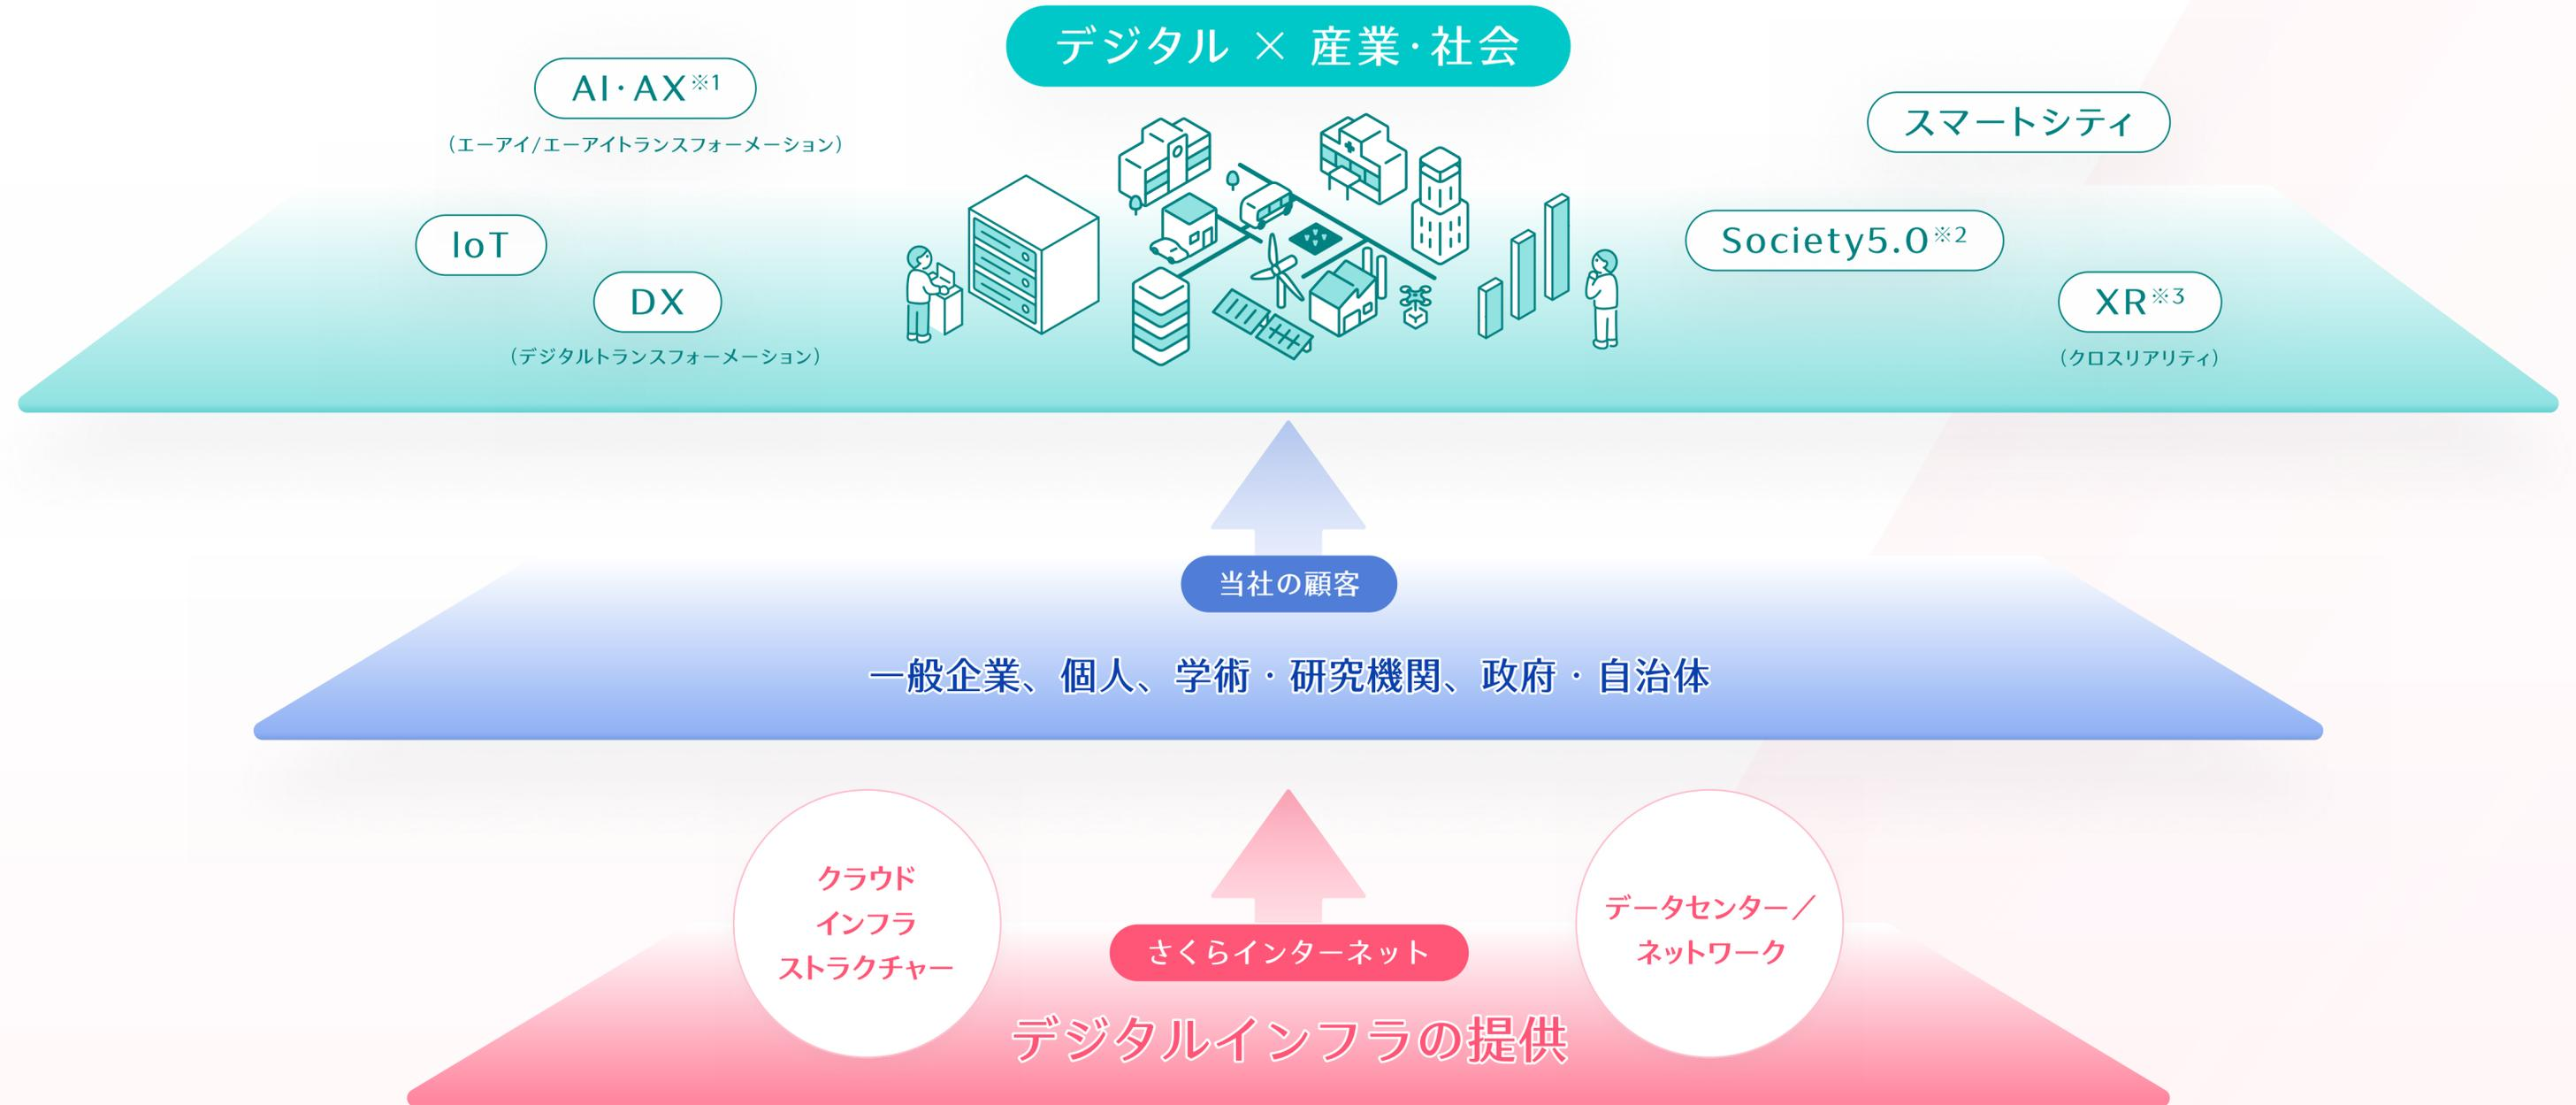 デジタル × 産業・社会
AI・AX※1
(エーアイ/エーアイトランスフォーメーション)
スマートシティ
IoT
Society5.0※2
DX
(デジタルトランスフォーメーション)
XR※3
(クロスリアリティ)
当社の顧客
一般企業、個人、学術・研究機関、政府・自治体
クラウド
インフラ
ストラクチャー
データセンター／
ネットワーク
さくらインターネット
デジタルインフラの提供